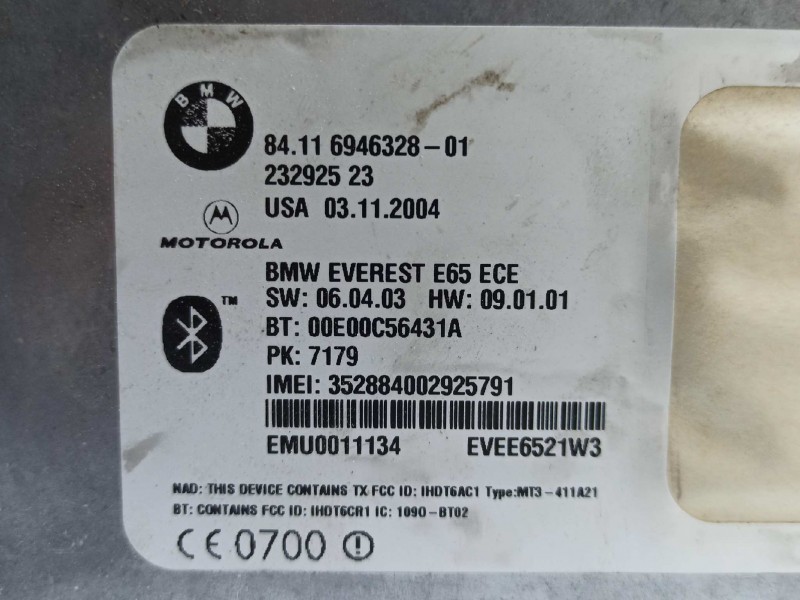 BMW
84.11 6946328-01
232925 23
USA 03.11.2004
MOTOROLA
BMW EVEREST E65 ECE
SW: 06.04.03 HW: 09.01.01
BT: 00E00C56431A
PK: 7179
IMEI: 352884002925791
EMU0011134 EVEE6521W3
NAD: THIS DEVICE CONTAINS TX FCC ID: IHDT6AC1 Type:MT3-411A21
BT: CONTAINS FCC ID: IHDT6CR1 IC: 1090-BT02
CE0700